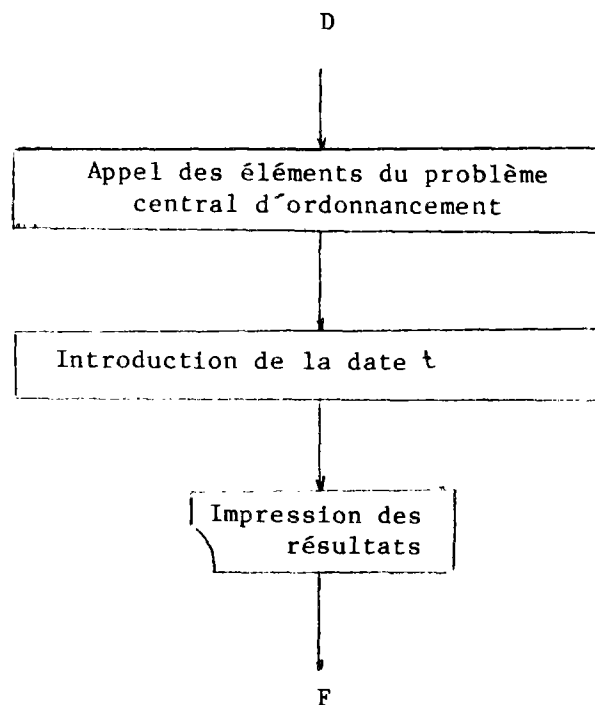 D
Appel des éléments du problème
central d'ordonnancement
Introduction de la date t
Impression des
résultats
F